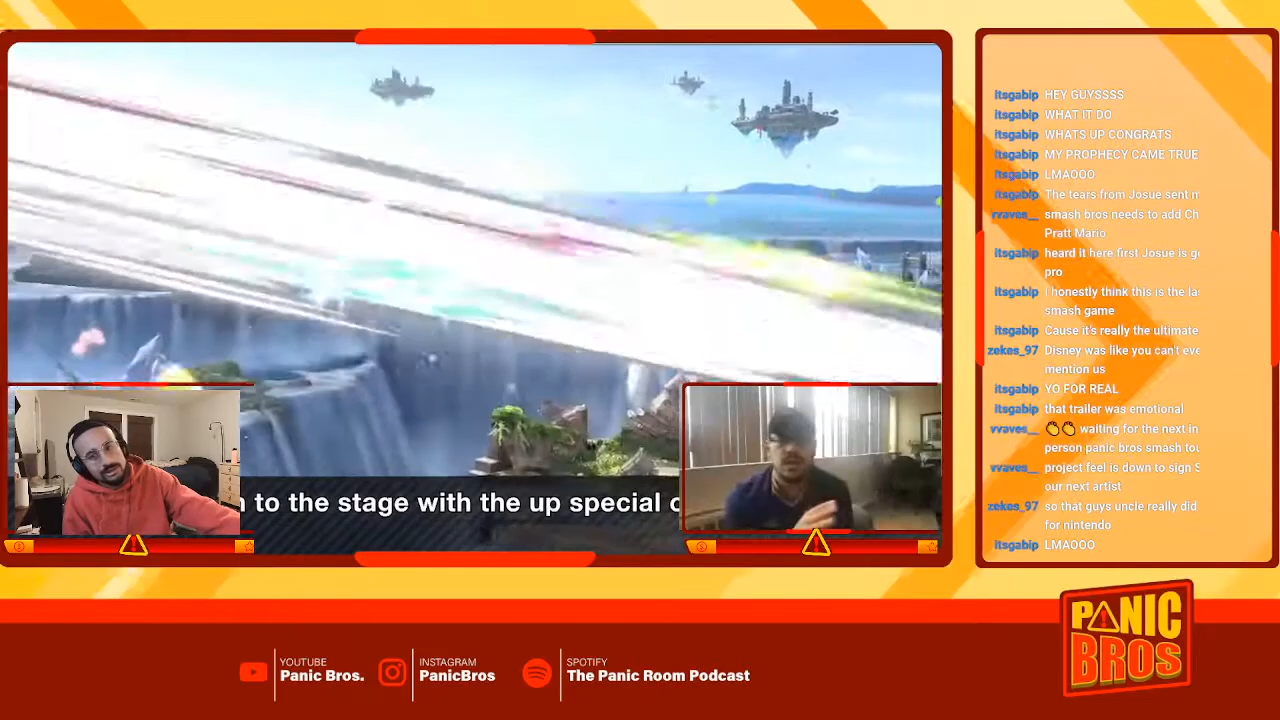 itsgabip HEY GUYSSSS
itsgabip WHAT IT DO
itsgabip WHATS UP CONGRATS
itsgabip MY PROPHECY CAME TRUE
itsgabip LMAOOO
itsgabip The tears from Josue sent
vvaves__ smash bros needs to add
Pratt Mario
itsgabip heard it here first Josue is
pro
itsgabip I honestly think this is the
smash game
itsgabip Cause it's really the ultimate
zekes_97 Disney was like you can't
mention us
itsgabip YO FOR REAL
itsgabip that trailer was emotional
vvaves__ 👏👏 waiting for the next in
person panic bros smash
vvaves__ project feel is down to sign
our next artist
zekes_97 so that guys uncle really did
for nintendo
itsgabip LMAOOO
to the stage with the up special
PANIC
BROS
YOUTUBE
Panic Bros.
INSTAGRAM
PanicBros
SPOTIFY
The Panic Room Podcast